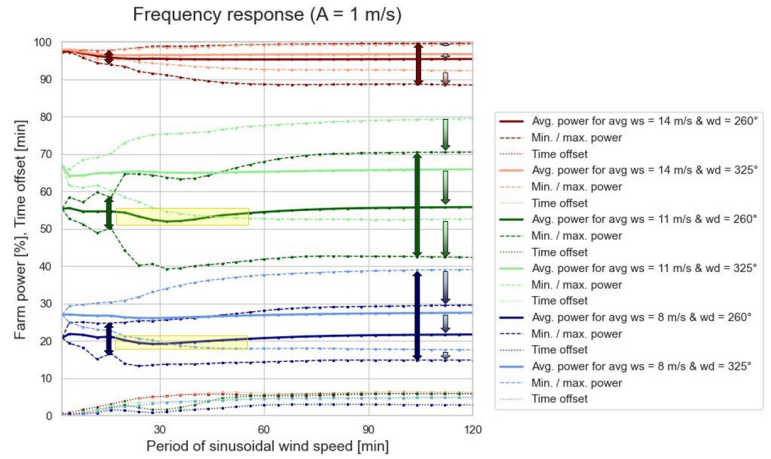 Frequency response (A = 1 m/s)
Farm power [%], Time offset [min]
100
90
80
70
60
50
40
30
20
10
0
30
60
90
120
Period of sinusoidal wind speed [min]
Avg. power for avg ws = 14 m/s & wd = 260°
Min. / max. power
Time offset
Avg. power for avg ws = 14 m/s & wd = 325°
Min. / max. power
Time offset
Avg. power for avg ws = 11 m/s & wd = 260°
Min. / max. power
Time offset
Avg. power for avg ws = 11 m/s & wd = 325°
Min. / max. power
Time offset
Avg. power for avg ws = 8 m/s & wd = 260°
Min. / max. power
Time offset
Avg. power for avg ws = 8 m/s & wd = 325°
Min. / max. power
Time offset